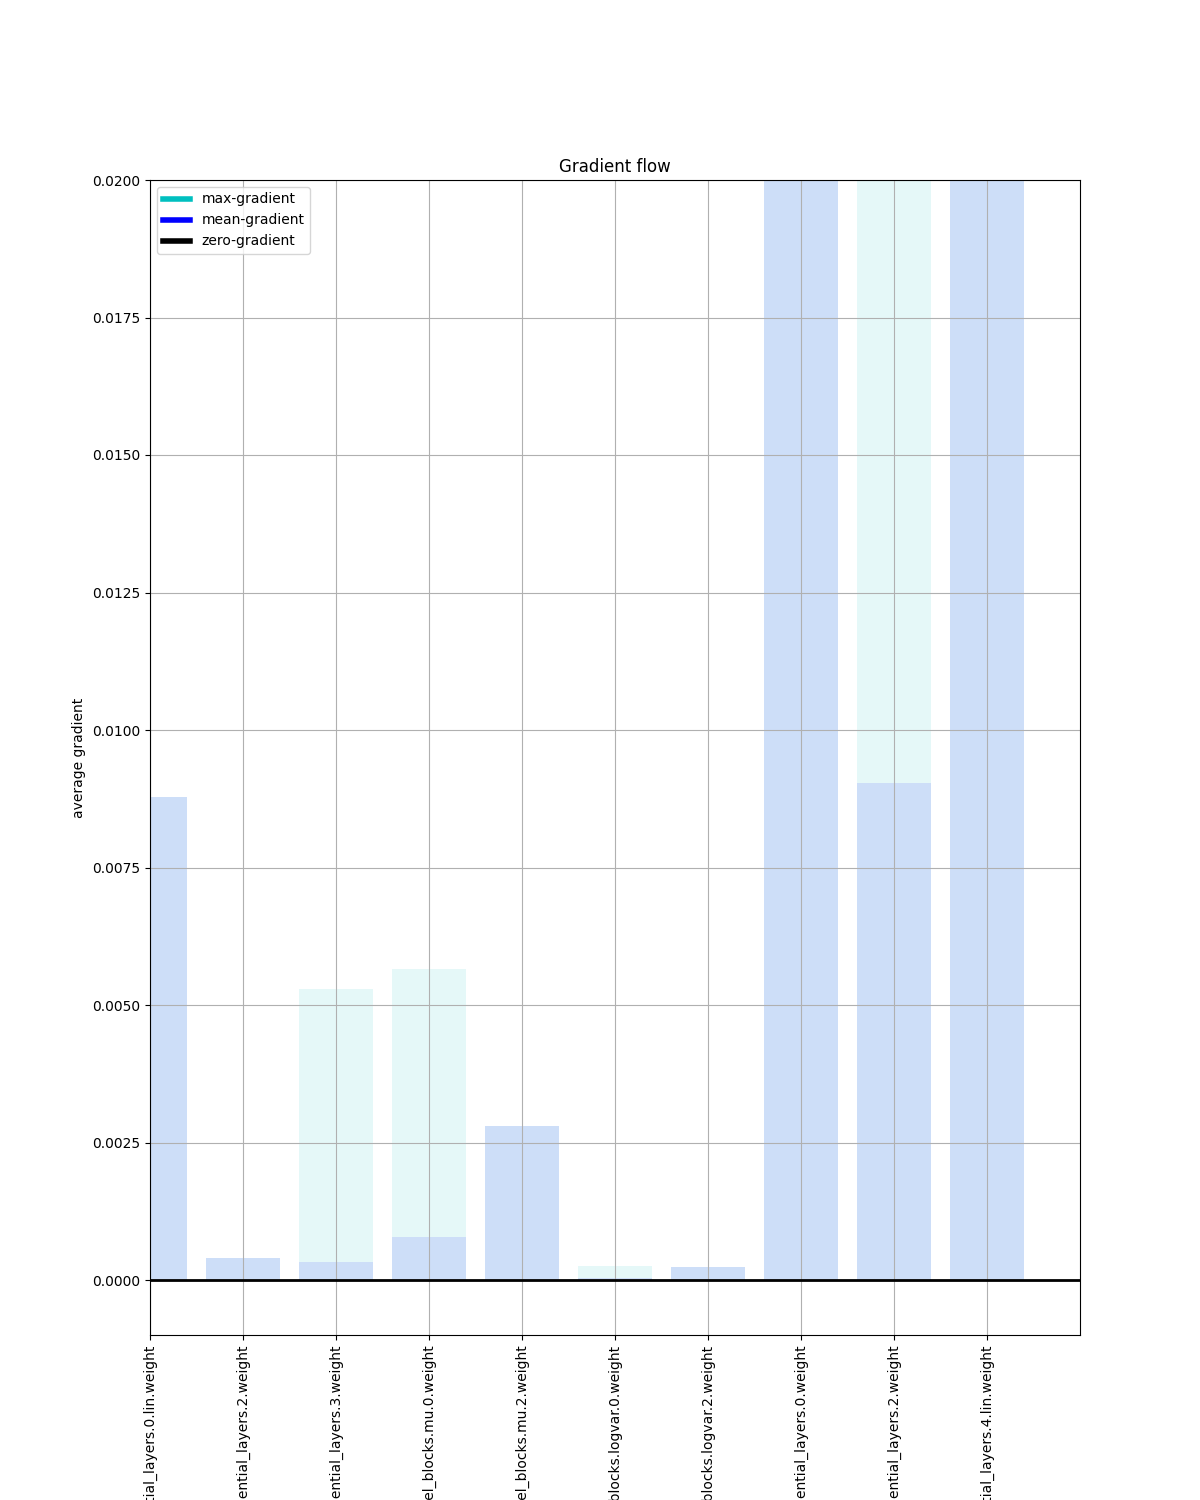 Gradient flow
max-gradient
mean-gradient
zero-gradient
0.0200
0.0175
0.0150
0.0125
0.0100
0.0075
0.0050
0.0025
0.0000
average gradient
tial_layers.0.lin.weight
ential_layers.2.weight
ential_layers.3.weight
el_blocks.mu.0.weight
el_blocks.mu.2.weight
blocks.logvar.0.weight
blocks.logvar.2.weight
ential_layers.0.weight
ential_layers.2.weight
tial_layers.4.lin.weight